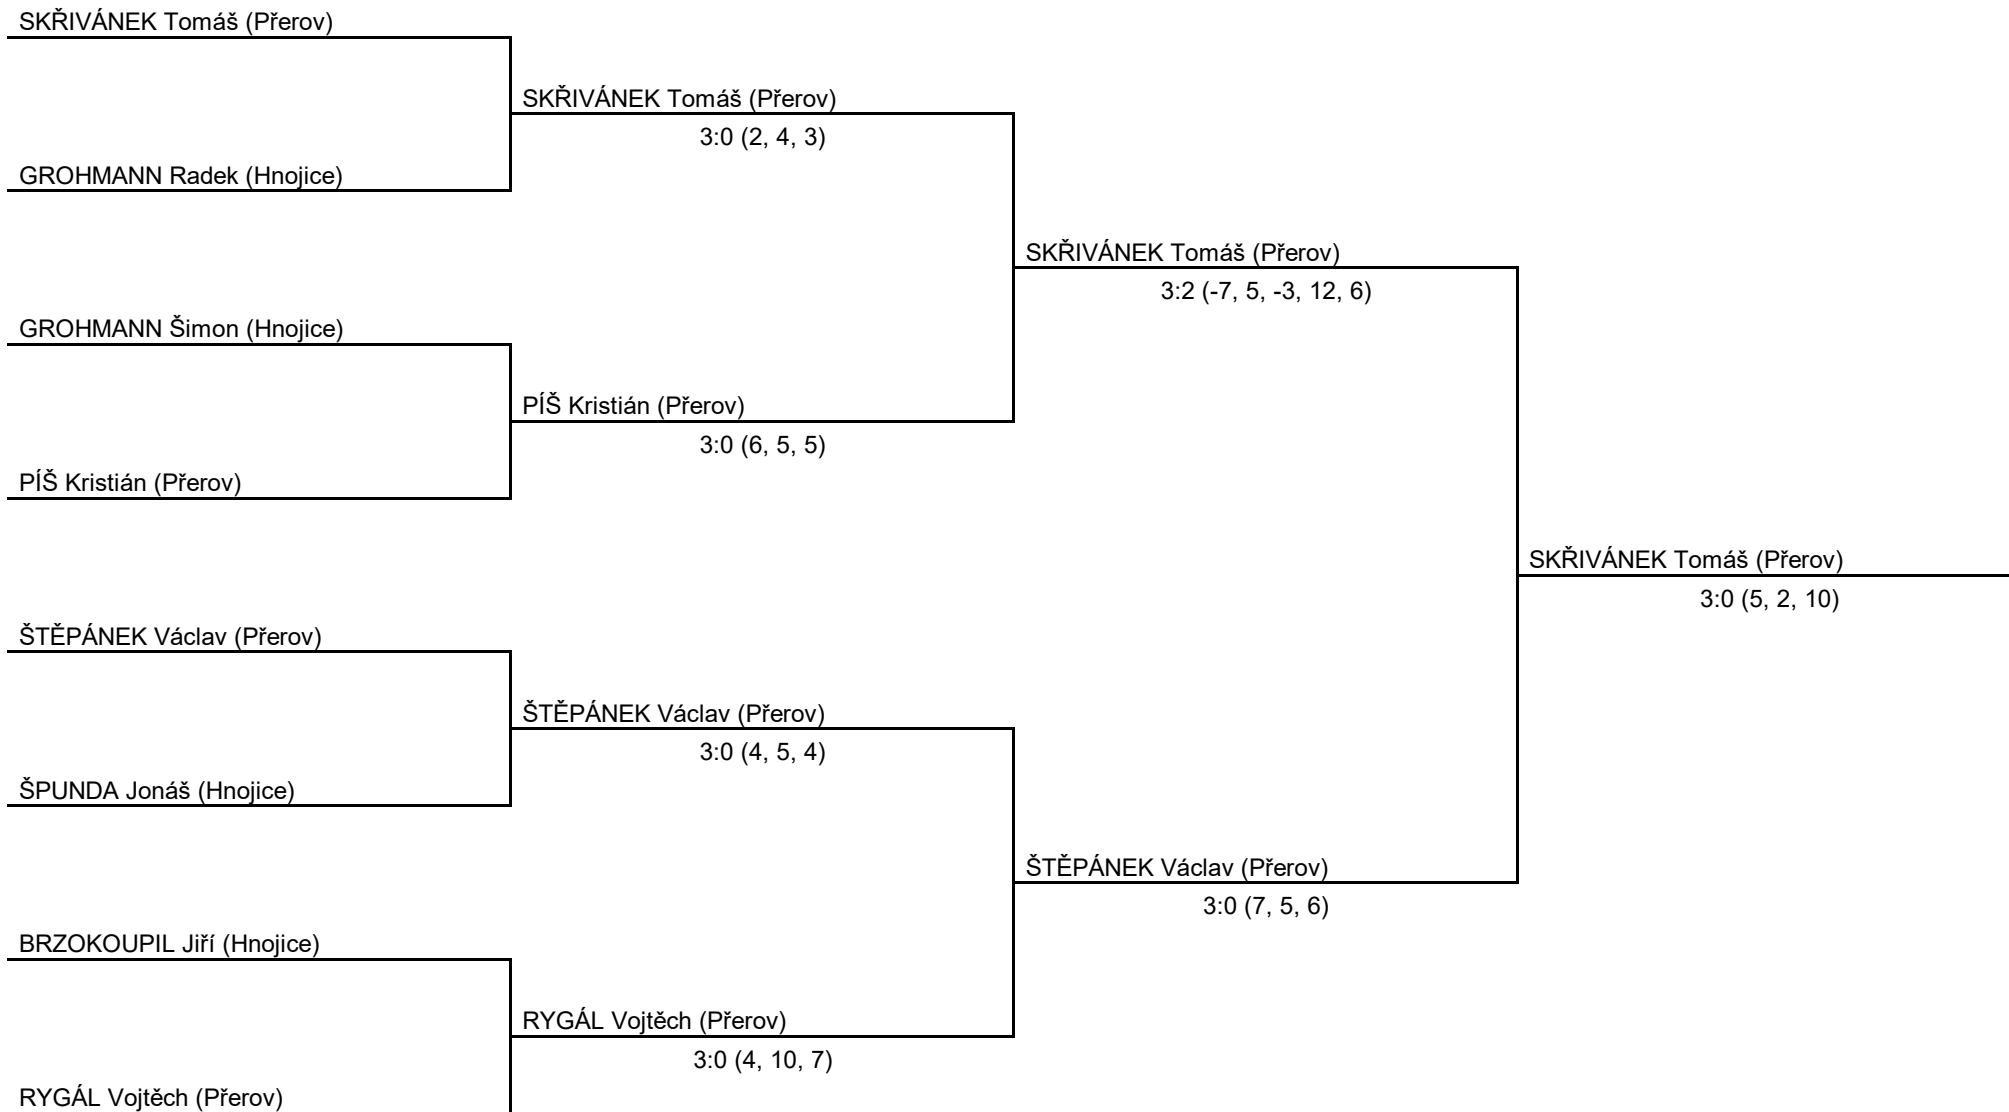 SKŘIVÁNEK Tomáš (Přerov)
SKŘIVÁNEK Tomáš (Přerov)
3:0 (2, 4, 3)
GROHMANN Radek (Hnojice)
SKŘIVÁNEK Tomáš (Přerov)
3:2 (-7, 5, -3, 12, 6)
GROHMANN Šimon (Hnojice)
PÍŠ Kristián (Přerov)
3:0 (6, 5, 5)
PÍŠ Kristián (Přerov)
SKŘIVÁNEK Tomáš (Přerov)
3:0 (5, 2, 10)
ŠTĚPÁNEK Václav (Přerov)
ŠTĚPÁNEK Václav (Přerov)
3:0 (4, 5, 4)
ŠPUNDA Jonáš (Hnojice)
ŠTĚPÁNEK Václav (Přerov)
3:0 (7, 5, 6)
BRZOKOUPIL Jiří (Hnojice)
RYGÁL Vojtěch (Přerov)
3:0 (4, 10, 7)
RYGÁL Vojtěch (Přerov)